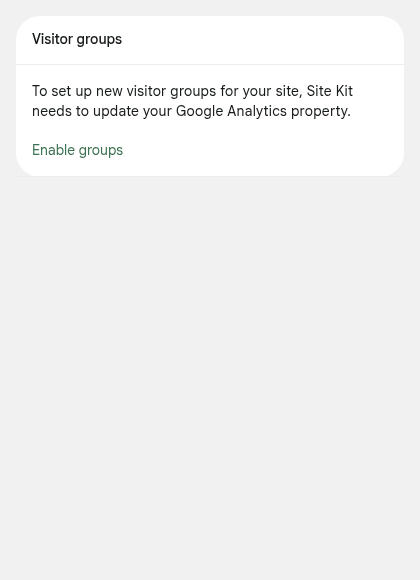 Visitor groups
To set up new visitor groups for your site, Site Kit
needs to update your Google Analytics property.
Enable groups